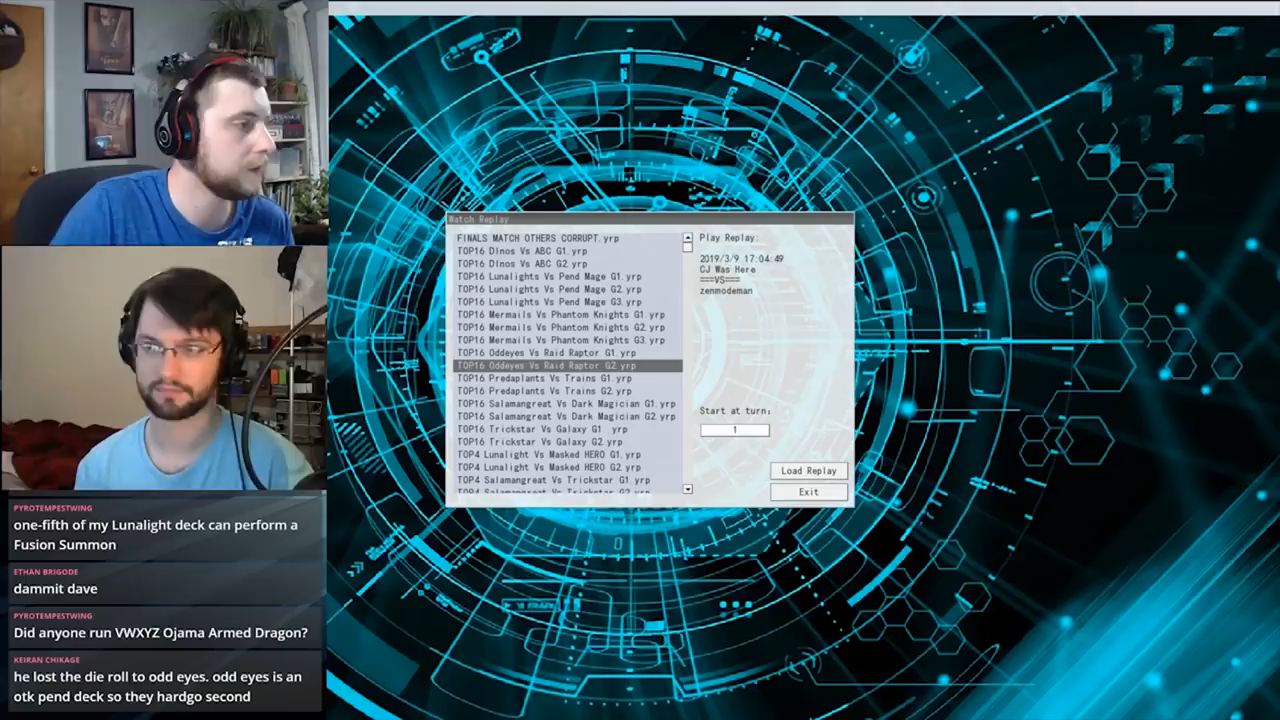 Watch Replay
FINALS MATCH OTHERS CORRUPT.yrp
TOP16 DInos Vs ABC G1.yrp
TOP16 DInos Vs ABC G2.yrp
TOP16 Lunalights Vs Pend Mage G1.yrp
TOP16 Lunalights Vs Pend Mage G2.yrp
TOP16 Lunalights Vs Pend Mage G3.yrp
TOP16 Mermails Vs Phantom Knights G1.yrp
TOP16 Mermails Vs Phantom Knights G2.yrp
TOP16 Mermails Vs Phantom Knights G3.yrp
TOP16 Oddeyes Vs Raid Raptor G1.yrp
TOP16 Oddeyes Vs Raid Raptor G2.yrp
TOP16 Predaplants Vs Trains G1.yrp
TOP16 Predaplants Vs Trains G2.yrp
TOP16 Salamangreat Vs Dark Magician G1.yrp
TOP16 Salamangreat Vs Dark Magician G2.yrp
TOP16 Trickstar Vs Galaxy G1 yrp
TOP16 Trickstar Vs Galaxy G2.yrp
TOP4 Lunalight Vs Masked HERO G1.yrp
TOP4 Lunalight Vs Masked HERO G2.yrp
TOP4 Salamangreat Vs Trickstar G1.yrp
TOP4 Salamangreat Vs Trickstar G2.yrp
Play Replay:
2019/3/9 17:04:49
CJ Was Here
===VS===
zenmodeman
Start at turn:
1
Load Replay
Exit
PYROTEMPESTWING
one-fifth of my Lunalight deck can perform a
Fusion Summon
ETHAN BRIGODE
dammit dave
PYROTEMPESTWING
Did anyone run VWXYZ Ojama Armed Dragon?
KEIRAN CHIKAGE
he lost the die roll to odd eyes. odd eyes is an
otk pend deck so they hardgo second